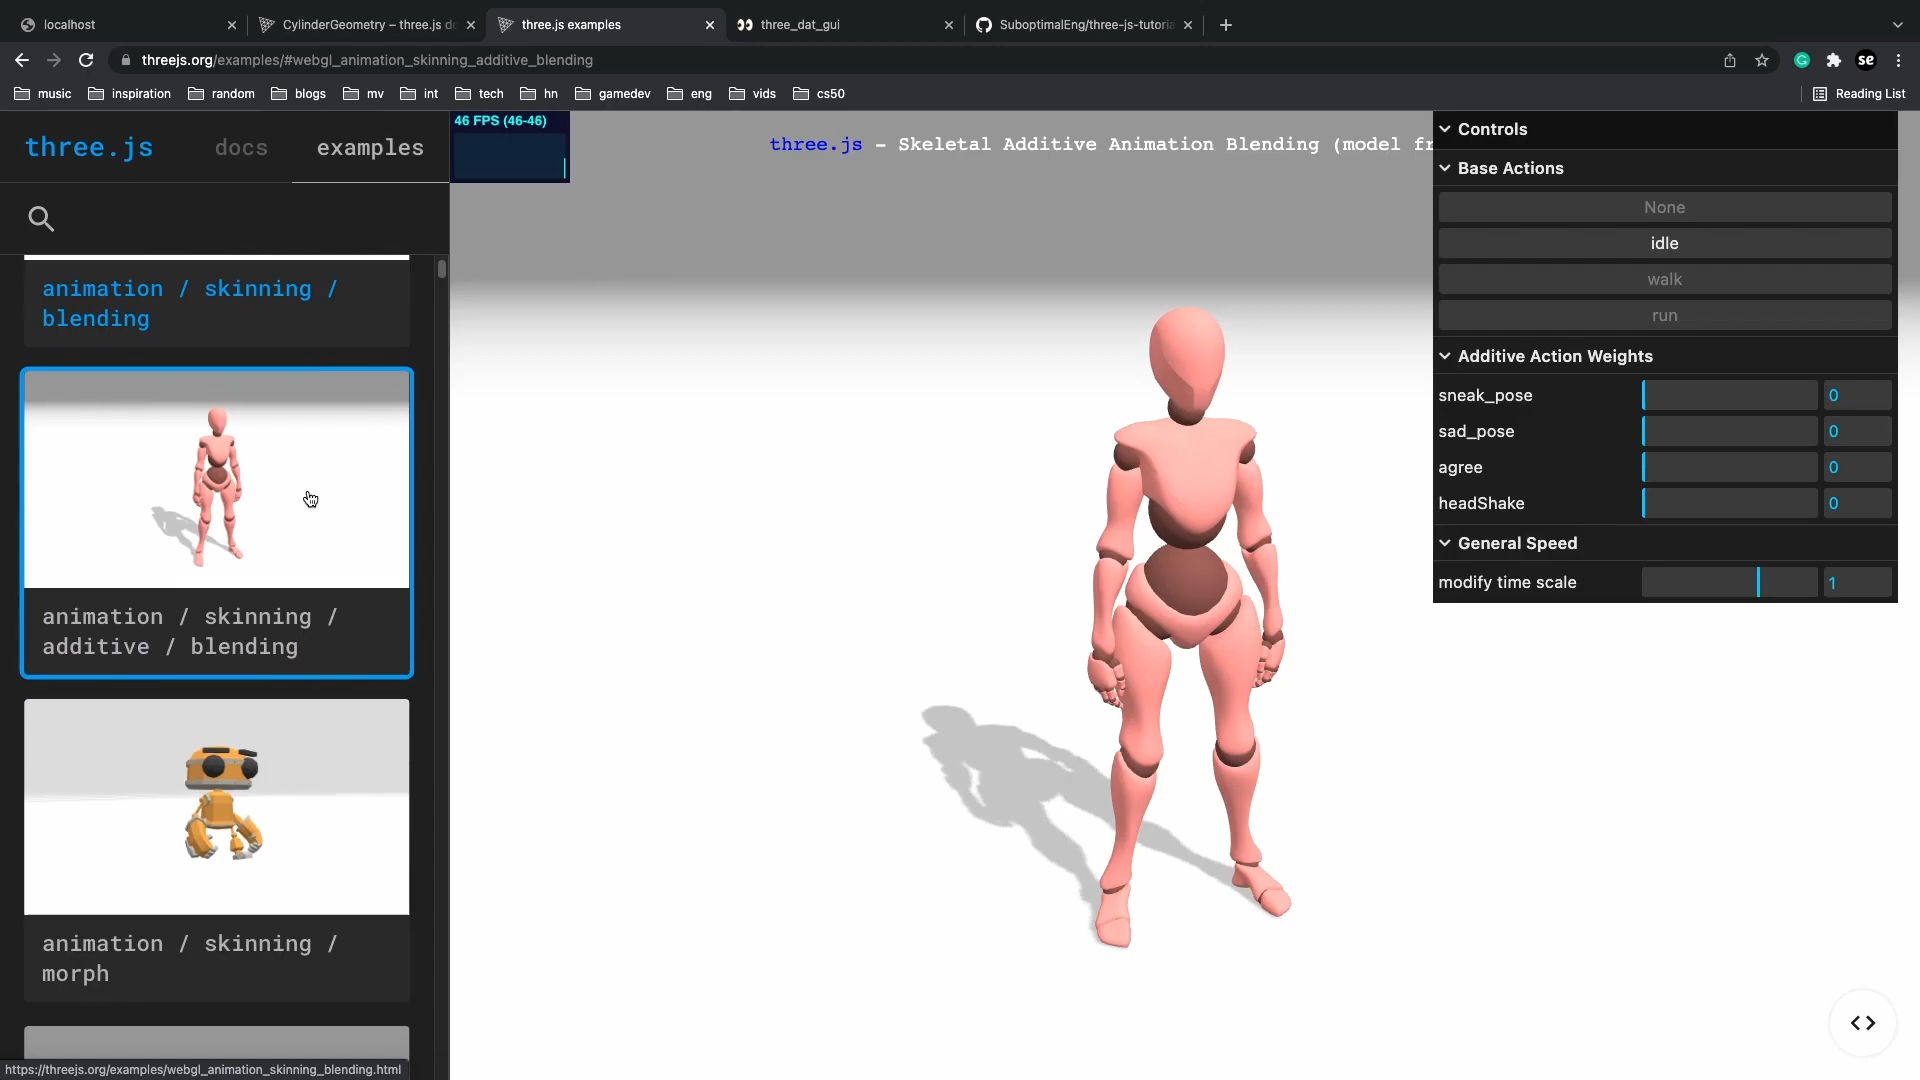 localhost
CylinderGeometry – three.js do
three.js examples
three_dat_gui
SuboptimalEng/three-js-tutoria
threejs.org/examples/#webgl_animation_skinning_additive_blending
se
music
inspiration
random
blogs
mv
int
tech
hn
gamedev
eng
vids
cs50
Reading List
three.js
docs
examples
46 FPS (46-46)
three.js - Skeletal Additive Animation Blending (model fr
Controls
Base Actions
None
idle
walk
run
Additive Action Weights
sneak_pose 0
sad_pose 0
agree 0
headShake 0
General Speed
modify time scale 1
animation / skinning /
blending
animation / skinning /
additive / blending
animation / skinning /
morph
https://threejs.org/examples/webgl_animation_skinning_blending.html